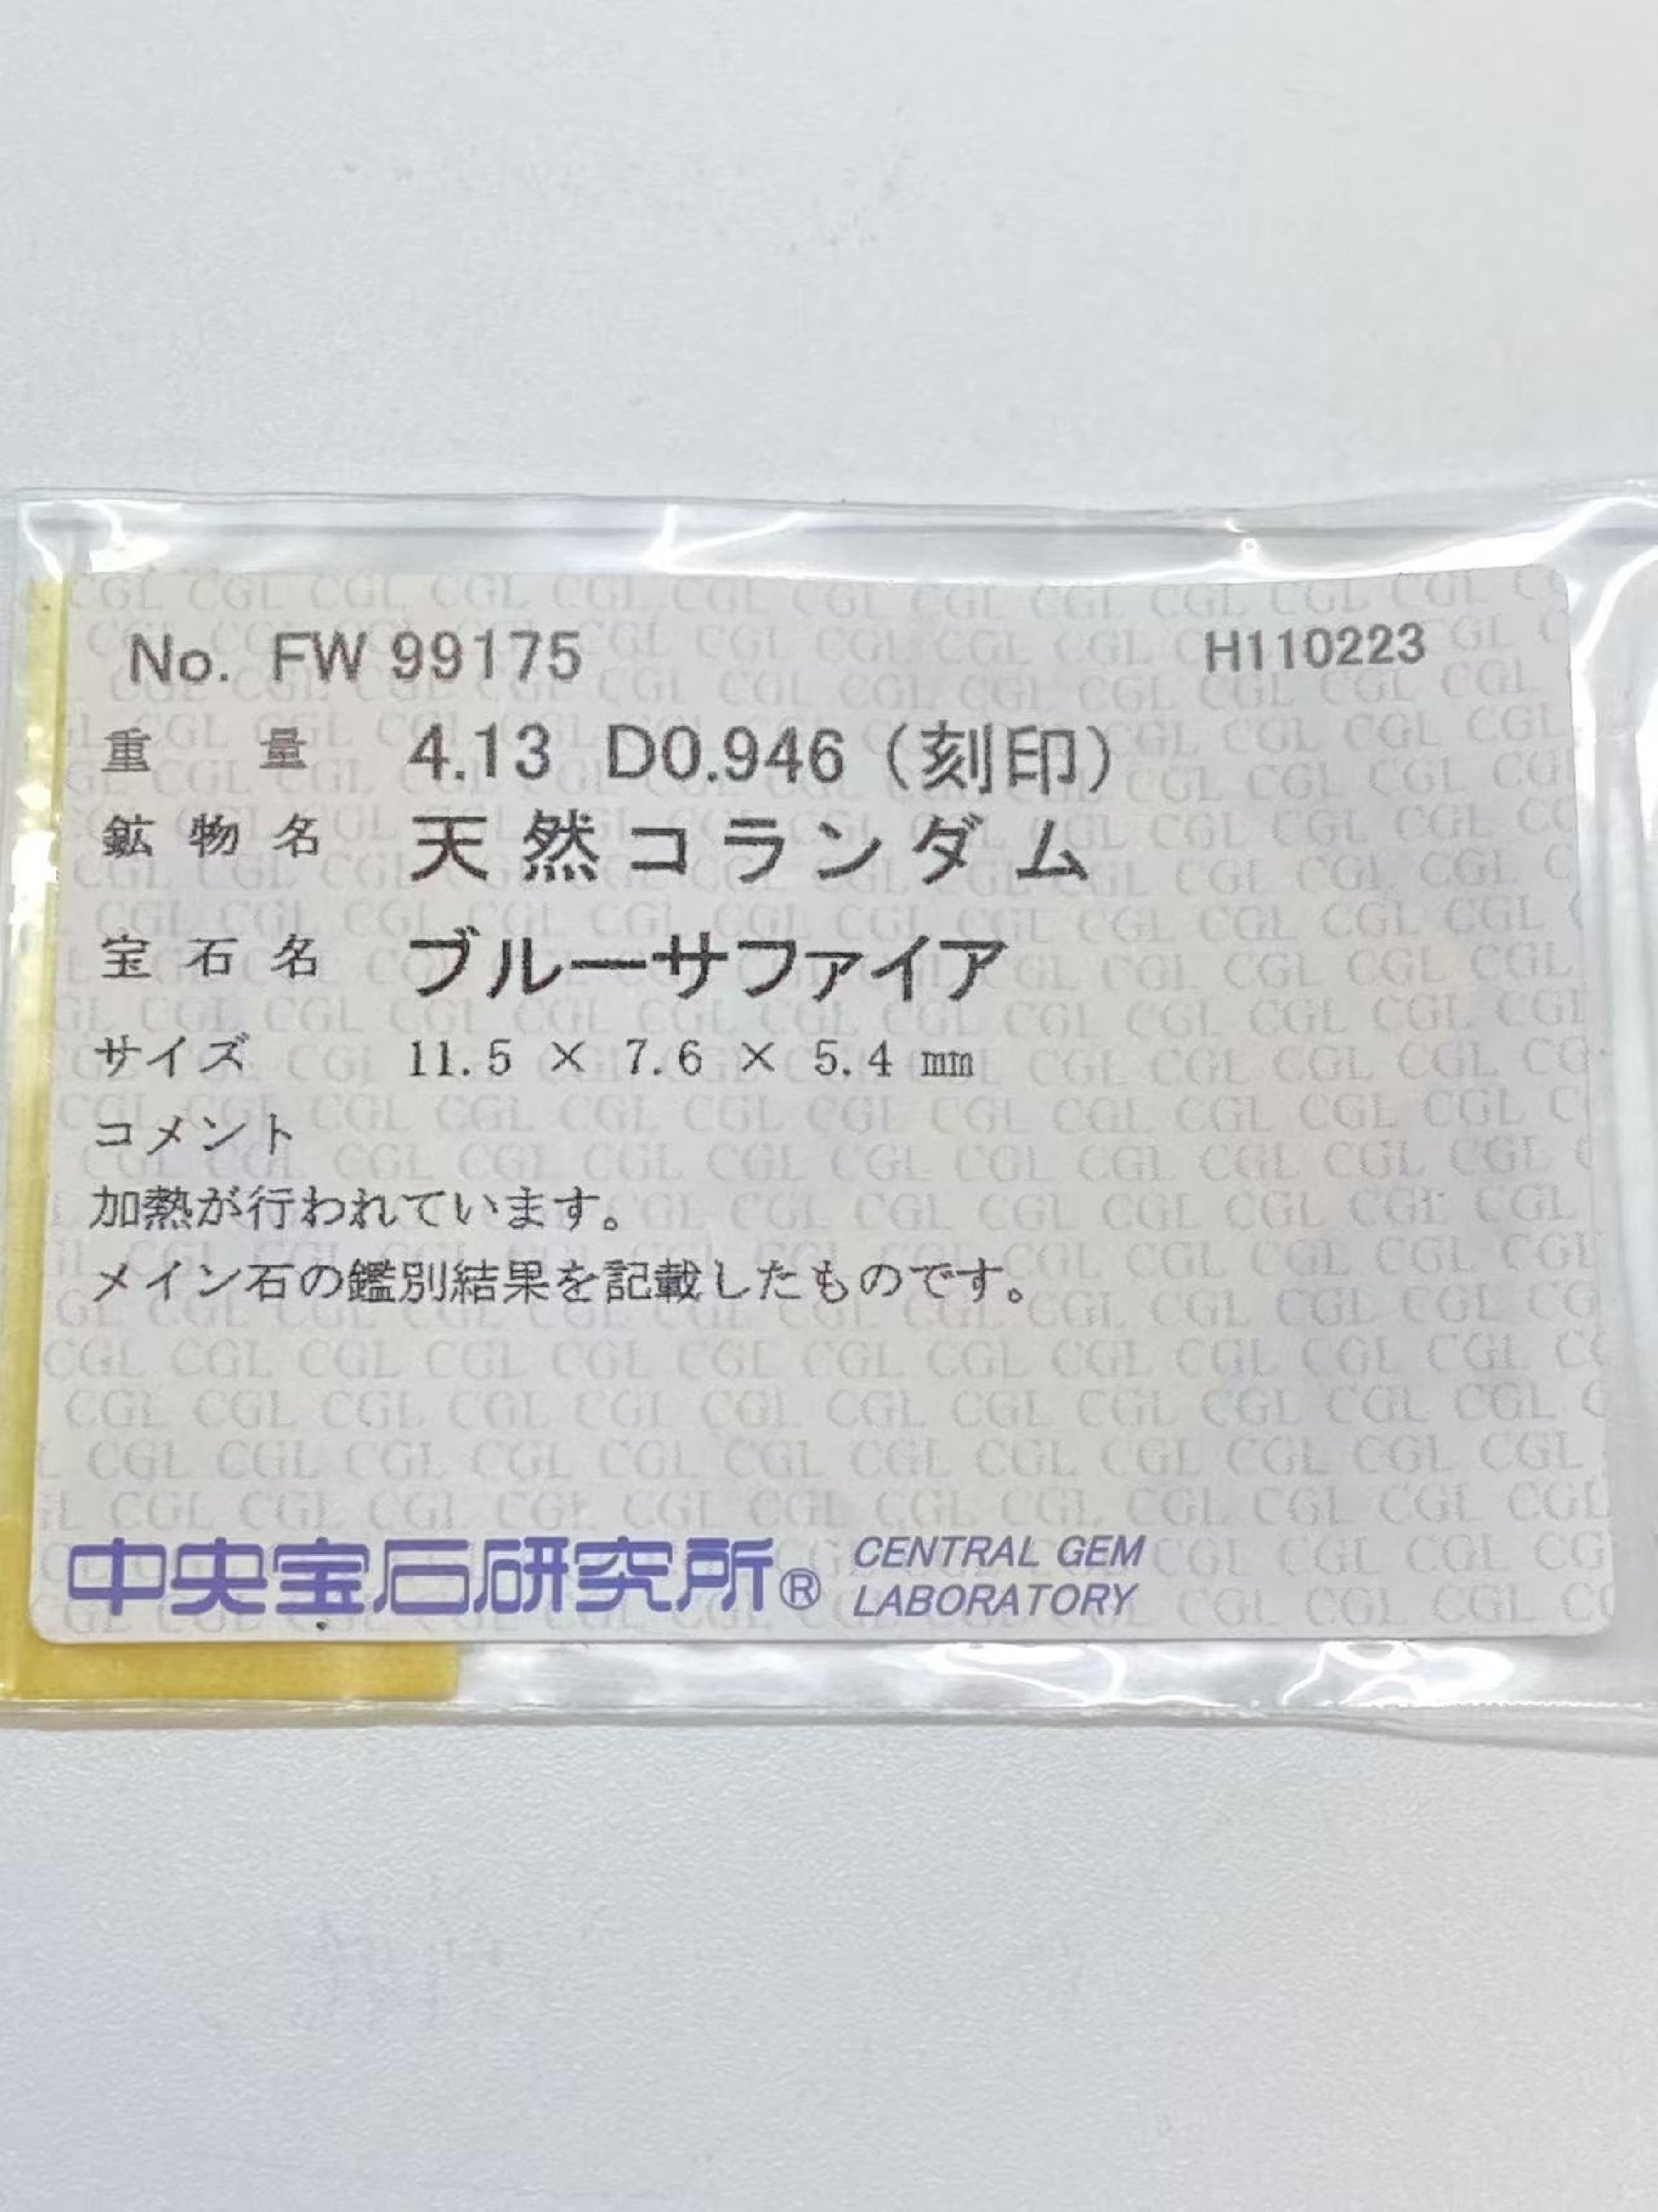 No. FW 99175
H110223
重量 4.13 D0.946（刻印）
鉱物名 天然コランダム
宝石名 ブルーサファイア
サイズ 11.5 × 7.6 × 5.4 mm
コメント
加熱が行われています。
メイン石の鑑別結果を記載したものです。
中央宝石研究所® CENTRAL GEM
LABORATORY